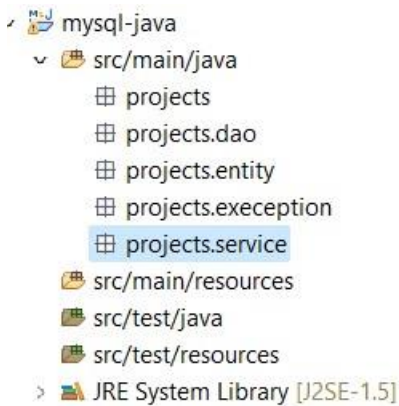 mysql-java
src/main/java
projects
projects.dao
projects.entity
projects.exeception
projects.service
src/main/resources
src/test/java
src/test/resources
JRE System Library [J2SE-1.5]